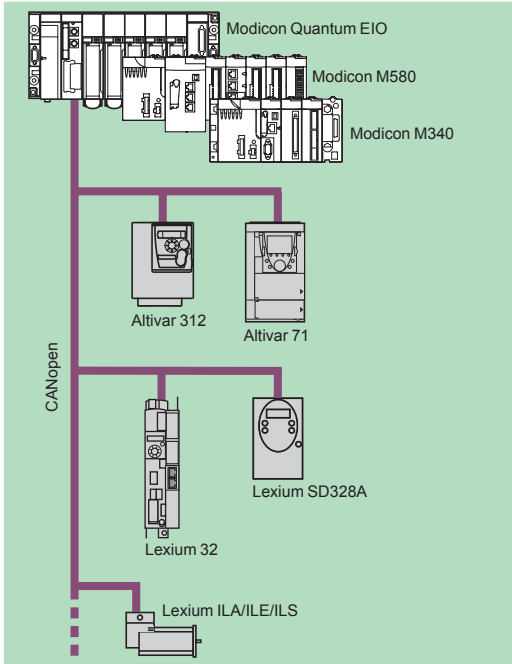 Modicon Quantum EIO
Modicon M580
Modicon M340
Altivar 312
Altivar 71
CANopen
Lexium SD328A
Lexium 32
Lexium ILA/ILE/ILS